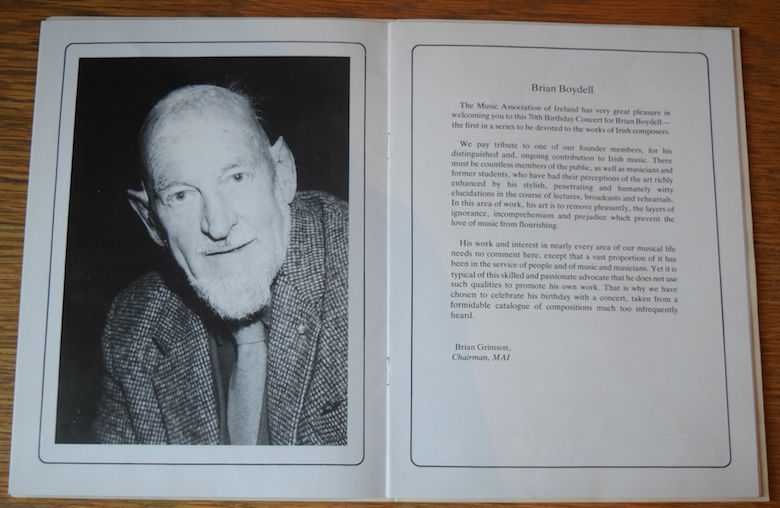 Brian Boydell
The Music Association of Ireland has very great pleasure in
welcoming you to this 70th Birthday Concert for Brian Boydell —
the first in a series to be devoted to the works of Irish composers.
We pay tribute to one of our founder members, for his
distinguished and, ongoing contribution to Irish music. There
must be countless members of the public, as well as musicians and
former students, who have had their perceptions of the art richly
enhanced by his stylish, penetrating and humanely witty
elucidations in the course of lectures, broadcasts and rehearsals.
In this area of work, his art is to remove pleasantly, the layers of
ignorance, incomprehension and prejudice which prevent the
love of music from flourishing.
His work and interest in nearly every area of our musical life
needs no comment here, except that a vast proportion of it has
been in the service of people and of music and musicians. Yet it is
typical of this skilled and passionate advocate that he does not use
such qualities to promote his own work. That is why we have
chosen to celebrate his birthday with a concert, taken from a
formidable catalogue of compositions much too infrequently
heard.
Brian Grimson,
Chairman, MAI